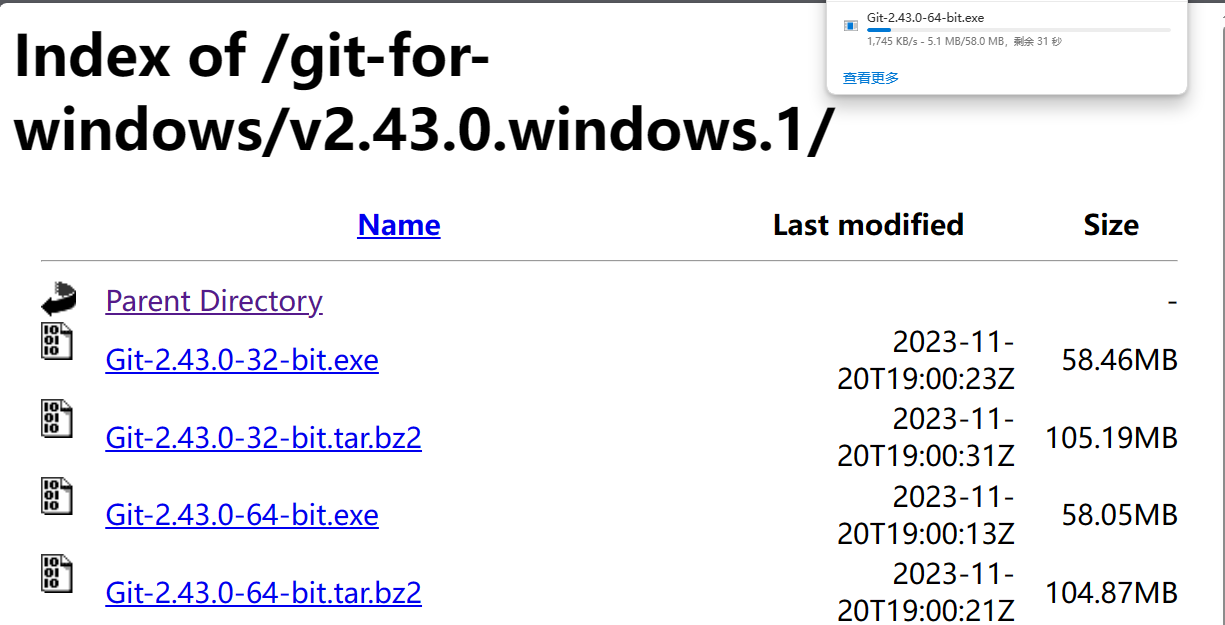 Git-2.43.0-64-bit.exe
1,745 KB/s - 5.1 MB/58.0 MB，剩余 31 秒
查看更多
Index of /git-for-
windows/v2.43.0.windows.1/
Name Last modified Size
Parent Directory -
Git-2.43.0-32-bit.exe 2023-11-
20T19:00:23Z 58.46MB
Git-2.43.0-32-bit.tar.bz2 2023-11-
20T19:00:31Z 105.19MB
Git-2.43.0-64-bit.exe 2023-11-
20T19:00:13Z 58.05MB
Git-2.43.0-64-bit.tar.bz2 2023-11-
20T19:00:21Z 104.87MB